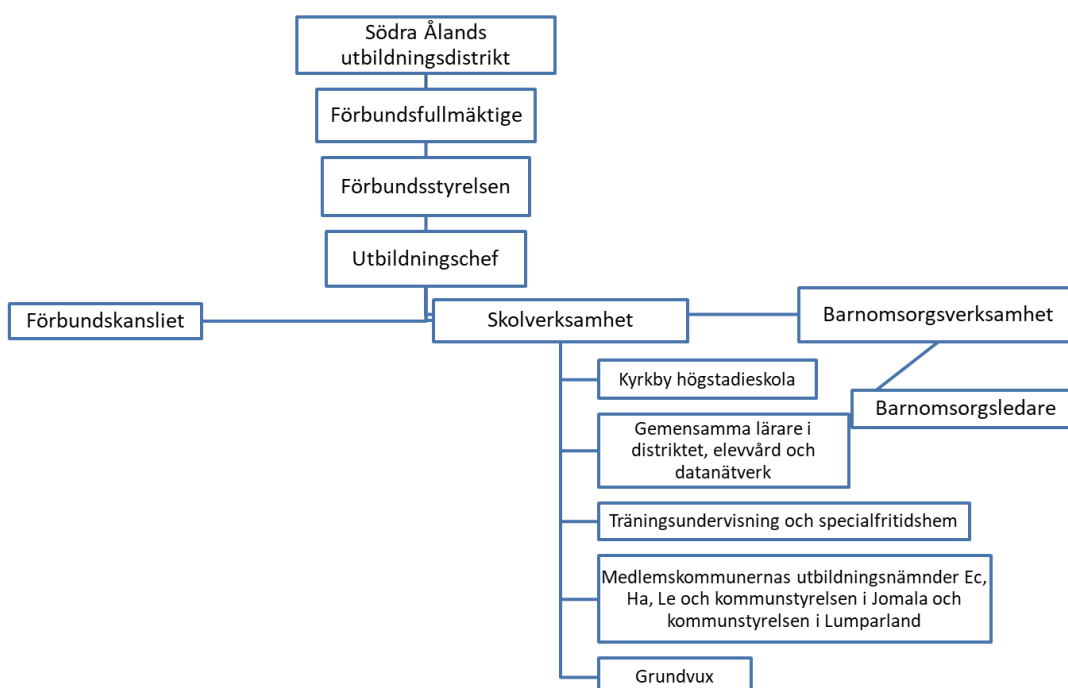 Södra Ålands
utbildningsdistrikt
Förbundsfullmäktige
Förbundsstyrelsen
Utbildningschef
Förbundskansliet
Skolverksamhet
Barnomsorgsverksamhet
Kyrkby högstadieskola
Barnomsorgsledare
Gemensamma lärare i
distriktet, elevvård och
datanätverk
Träningsundervisning och specialfritidshem
Medlemskommunernas utbildningsnämnder Ec,
Ha, Le och kommunstyrelsen i Jomala och
kommunstyrelsen i Lumparland
Grundvux